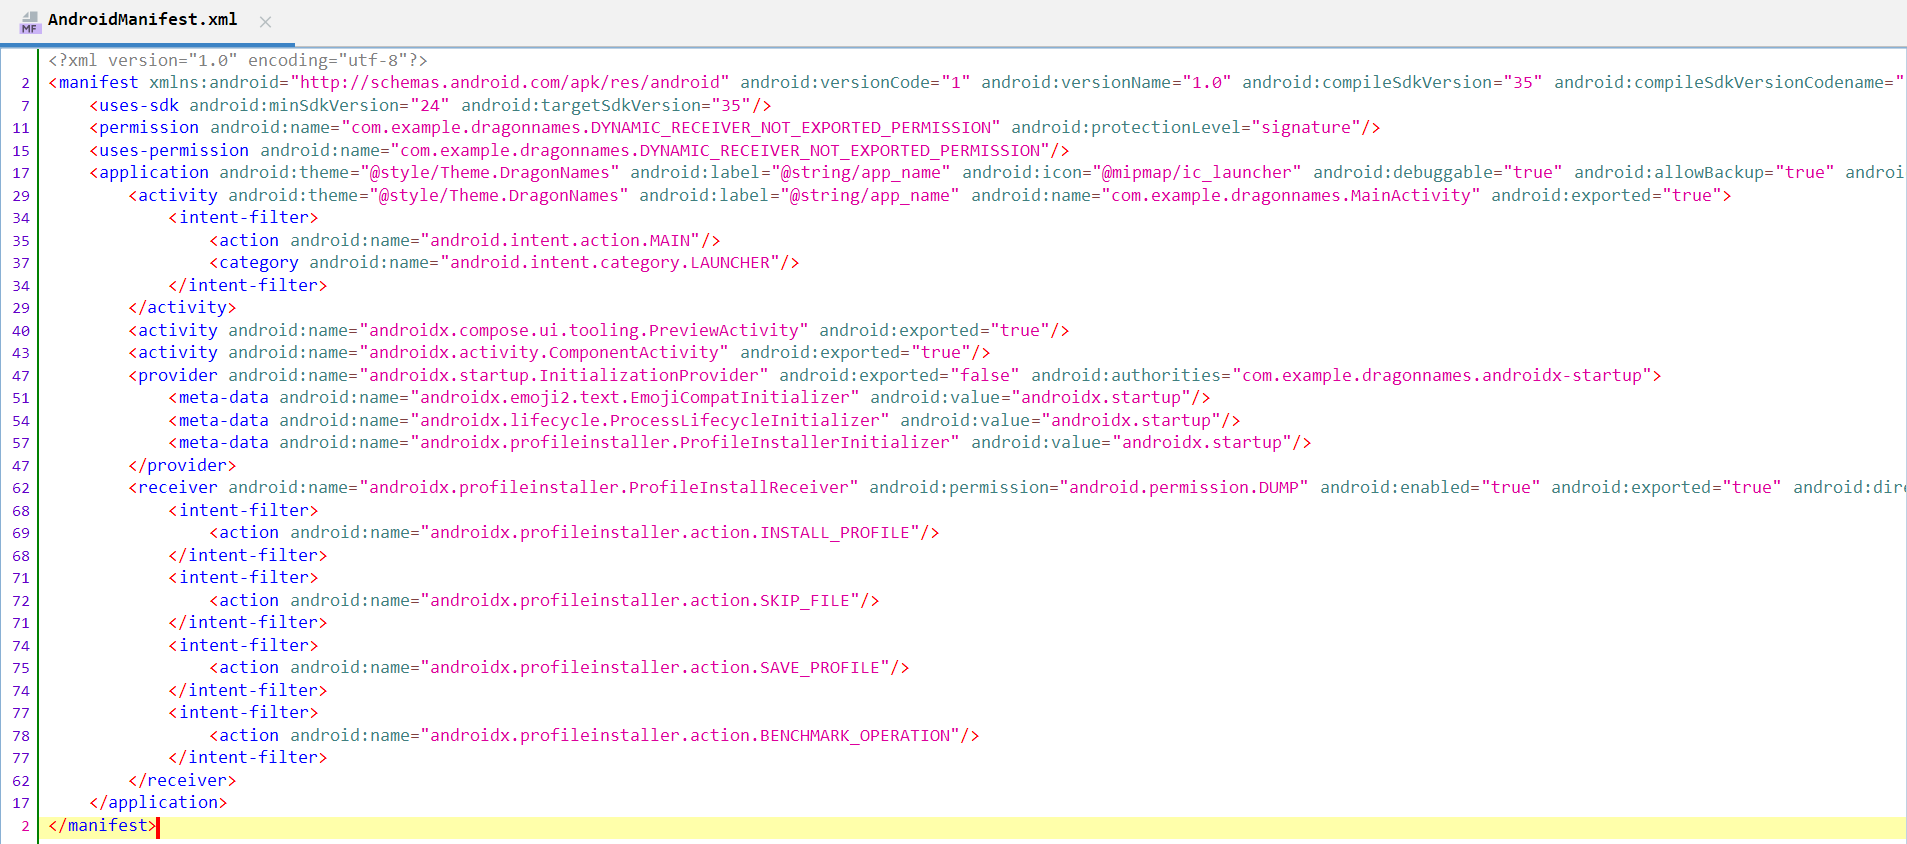 MF AndroidManifest.xml
<?xml version="1.0" encoding="utf-8"?>
2 <manifest xmlns:android="http://schemas.android.com/apk/res/android" android:versionCode="1" android:versionName="1.0" android:compileSdkVersion="35" android:compileSdkVersionCodename="
7 <uses-sdk android:minSdkVersion="24" android:targetSdkVersion="35"/>
11 <permission android:name="com.example.dragonnames.DYNAMIC_RECEIVER_NOT_EXPORTED_PERMISSION" android:protectionLevel="signature"/>
15 <uses-permission android:name="com.example.dragonnames.DYNAMIC_RECEIVER_NOT_EXPORTED_PERMISSION"/>
17 <application android:theme="@style/Theme.DragonNames" android:label="@string/app_name" android:icon="@mipmap/ic_launcher" android:debuggable="true" android:allowBackup="true" androi
29 <activity android:theme="@style/Theme.DragonNames" android:label="@string/app_name" android:name="com.example.dragonnames.MainActivity" android:exported="true">
34 <intent-filter>
35 <action android:name="android.intent.action.MAIN"/>
37 <category android:name="android.intent.category.LAUNCHER"/>
34 </intent-filter>
29 </activity>
40 <activity android:name="androidx.compose.ui.tooling.PreviewActivity" android:exported="true"/>
43 <activity android:name="androidx.activity.ComponentActivity" android:exported="true"/>
47 <provider android:name="androidx.startup.InitializationProvider" android:exported="false" android:authorities="com.example.dragonnames.androidx-startup">
51 <meta-data android:name="androidx.emoji2.text.EmojiCompatInitializer" android:value="androidx.startup"/>
54 <meta-data android:name="androidx.lifecycle.ProcessLifecycleInitializer" android:value="androidx.startup"/>
57 <meta-data android:name="androidx.profileinstaller.ProfileInstallerInitializer" android:value="androidx.startup"/>
47 </provider>
62 <receiver android:name="androidx.profileinstaller.ProfileInstallReceiver" android:permission="android.permission.DUMP" android:enabled="true" android:exported="true" android:dire
68 <intent-filter>
69 <action android:name="androidx.profileinstaller.action.INSTALL_PROFILE"/>
68 </intent-filter>
71 <intent-filter>
72 <action android:name="androidx.profileinstaller.action.SKIP_FILE"/>
71 </intent-filter>
74 <intent-filter>
75 <action android:name="androidx.profileinstaller.action.SAVE_PROFILE"/>
74 </intent-filter>
77 <intent-filter>
78 <action android:name="androidx.profileinstaller.action.BENCHMARK_OPERATION"/>
77 </intent-filter>
62 </receiver>
17 </application>
2 </manifest>